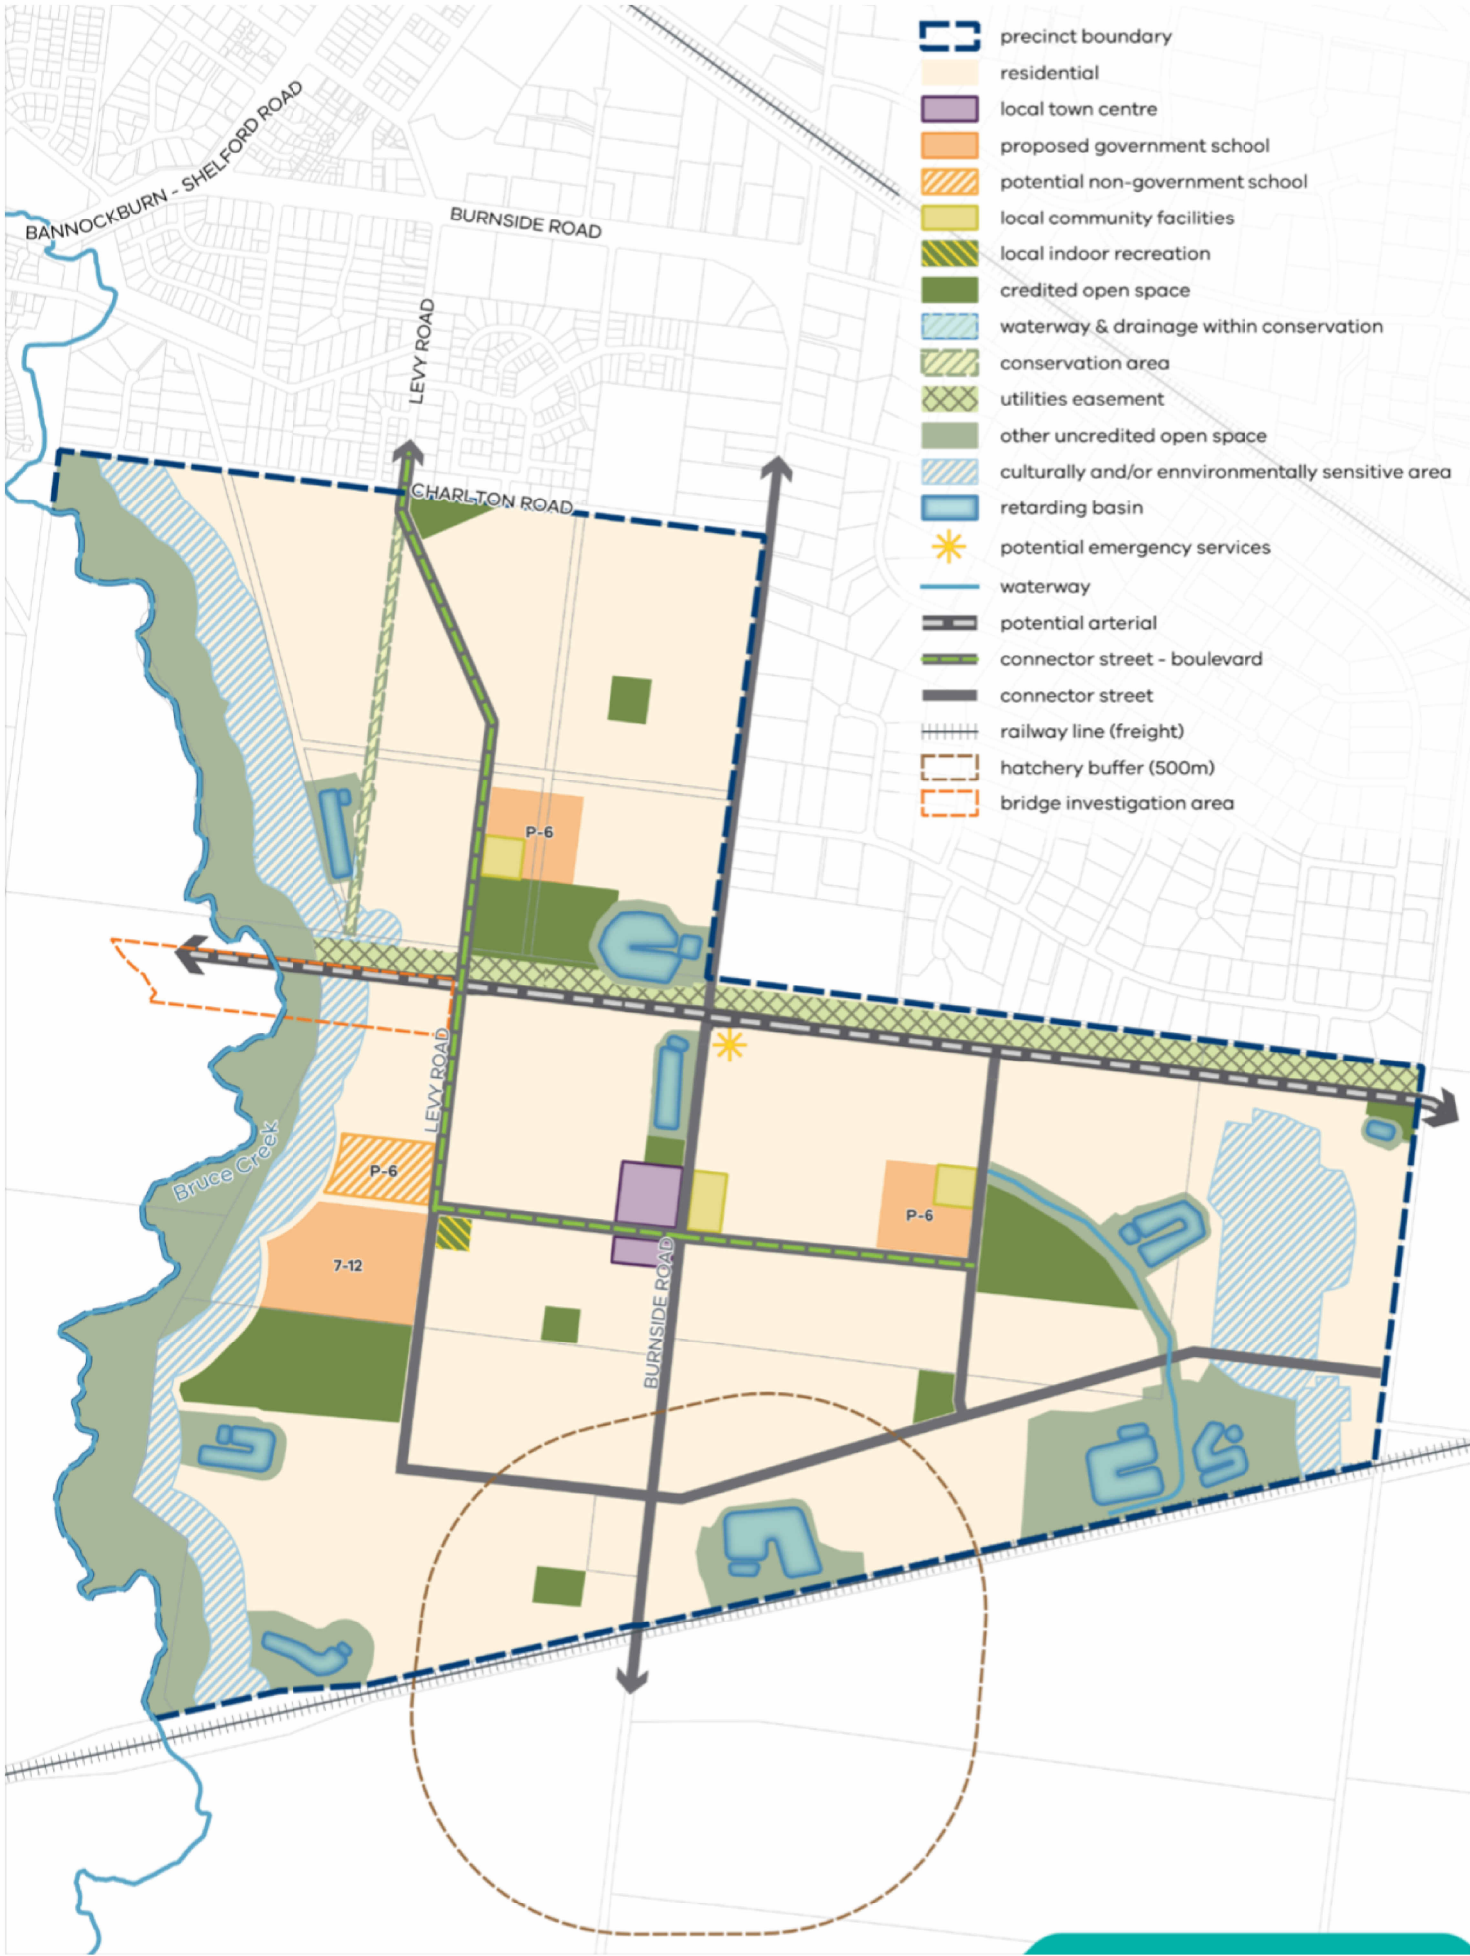 precinct boundary
residential
local town centre
proposed government school
potential non-government school
local community facilities
local indoor recreation
credited open space
waterway & drainage within conservation
conservation area
utilities easement
other uncredited open space
culturally and/or ennvironmentally sensitive area
retarding basin
potential emergency services
waterway
potential arterial
connector street - boulevard
connector street
railway line (freight)
hatchery buffer (500m)
bridge investigation area
BANNOCKBURN - SHELFORD ROAD
BURNSIDE ROAD
LEVY ROAD
CHARLTON ROAD
P-6
LEVY ROAD
Bruce Creek
P-6
P-6
7-12
BURNSIDE ROAD